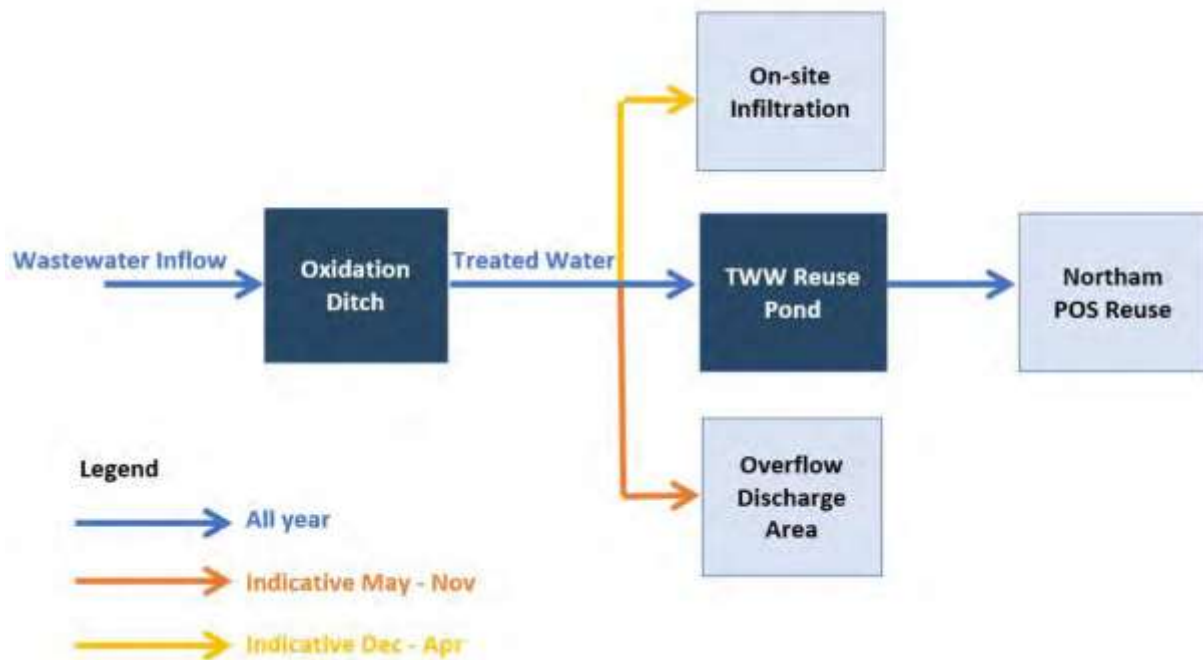 On-site
Infiltration
Wastewater Inflow
Oxidation
Ditch
Treated Water
TWW Reuse
Pond
Northam
POS Reuse
Overflow
Discharge
Area
Legend
All year
Indicative May - Nov
Indicative Dec - Apr